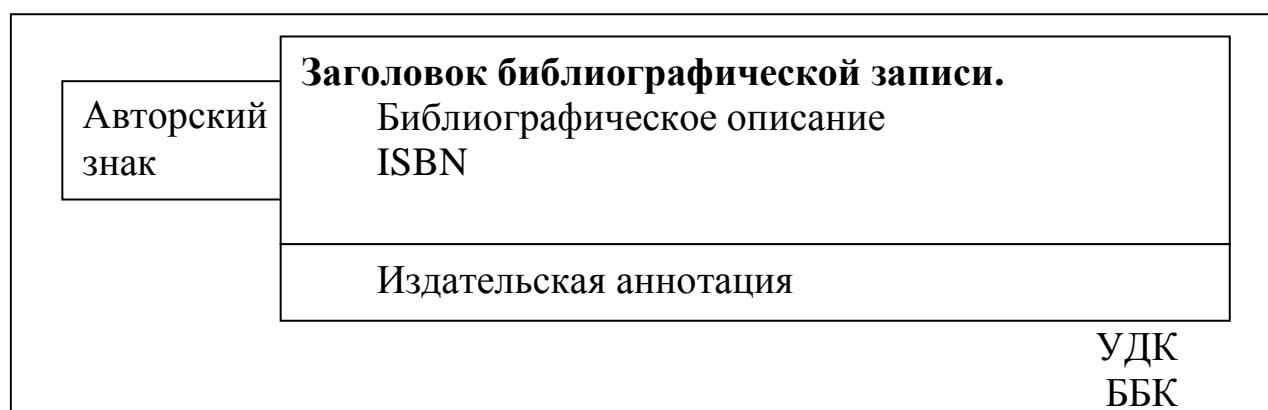 Заголовок библиографической записи.
Авторский
знак
Библиографическое описание
ISBN
Издательская аннотация
УДК
ББК